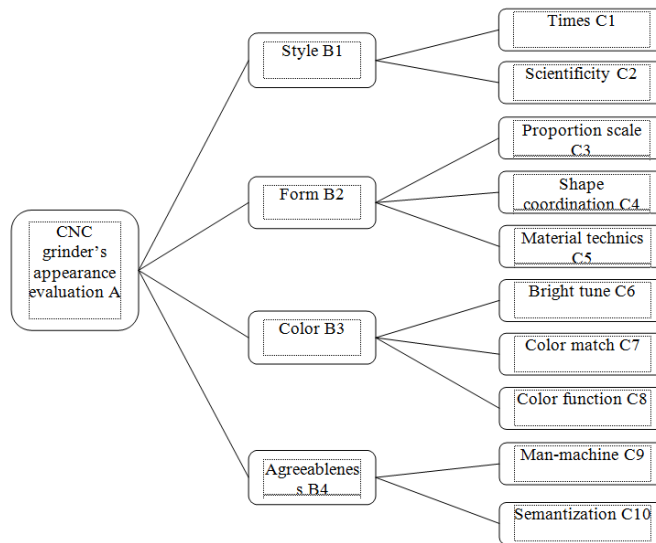 Times C1
Style B1
Scientificity C2
Proportion scale
C3
Form B2
Shape
coordination C4
CNC
grinder's
appearance
evaluation A
Material technics
C5
Bright tune C6
Color B3
Color match C7
Color function C8
Agreeablenes
s B4
Man-machine C9
Semantization C10